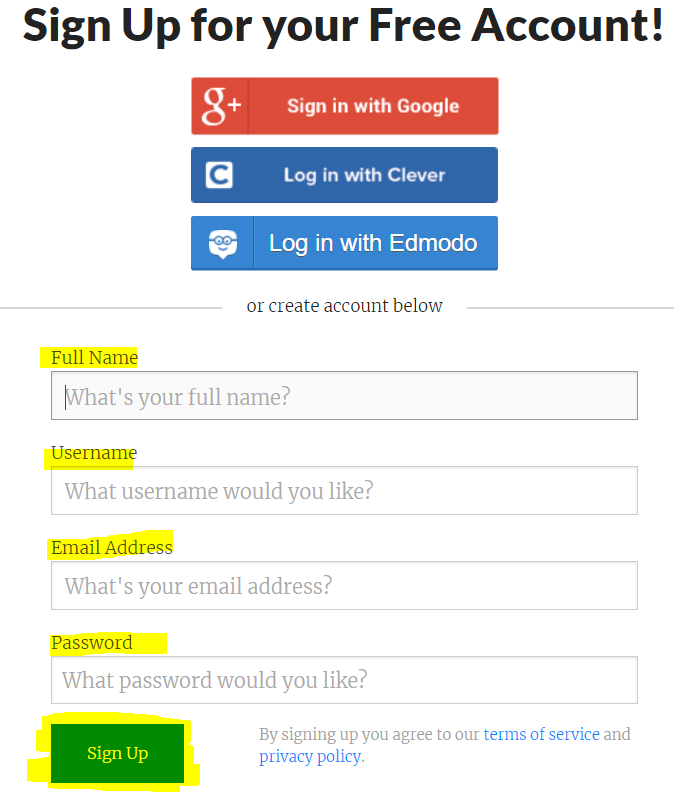 Sign Up for your Free Account!
g+ Sign in with Google
C Log in with Clever
Log in with Edmodo
or create account below
Full Name
What's your full name?
Username
What username would you like?
Email Address
What's your email address?
Password
What password would you like?
Sign Up
By signing up you agree to our terms of service and
privacy policy.